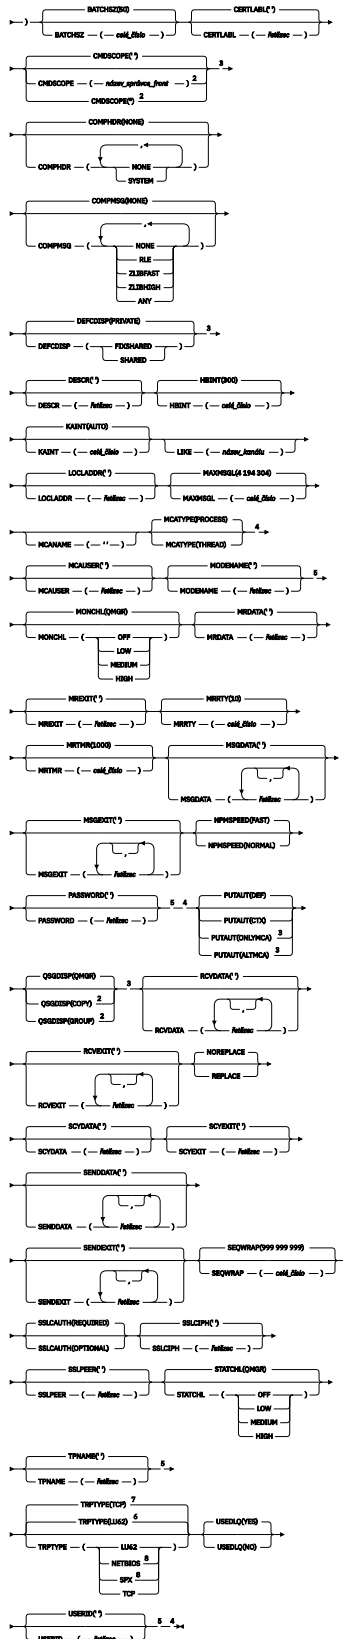 ) BATCHSZ(50) CERTLABL(' ')
BATCHSZ ( celé_číslo ) CERTLABL ( řetězec )
CMDSCOPE(' ') 3
CMDSCOPE ( název_správce_front ) 2
CMDSCOPE(*) 2
COMPHDR(NONE)
,
COMPHDR ( NONE )
SYSTEM
COMPMSG(NONE)
,
COMPMSG ( NONE )
RLE
ZLIBFAST
ZLIBHIGH
ANY
DEFCDISP(PRIVATE) 3
DEFCDISP ( FIXSHARED )
SHARED
DESCR(' ') HBINT(300)
DESCR ( řetězec ) HBINT ( celé_číslo )
KAINT(AUTO)
KAINT ( celé_číslo ) LIKE ( název_kanálu )
LOCLADDR(' ') MAXMSGL(4 194 304)
LOCLADDR ( řetězec ) MAXMSGL ( celé_číslo )
MCATYPE(PROCESS) 4
MCANAME ( ' ' ) MCATYPE(THREAD)
MCAUSER(' ') MODENAME(' ') 5
MCAUSER ( řetězec ) MODENAME ( řetězec )
MONCHL(QMGR) MRDATA(' ')
MONCHL ( OFF ) MRDATA ( řetězec )
LOW
MEDIUM
HIGH
MREXIT(' ') MRRTY(10)
MREXIT ( řetězec ) MRRTY ( celé_číslo )
MRTMR(1000) MSGDATA(' ')
MRTMR ( celé_číslo ) ,
MSGDATA ( řetězec )
MSGEXIT(' ') NPMSPEED(FAST)
, NPMSPEED(NORMAL)
MSGEXIT ( řetězec )
PASSWORD(' ') 5 4 PUTAUT(DEF)
PASSWORD ( řetězec ) PUTAUT(CTX)
PUTAUT(ONLYMCA) 3
PUTAUT(ALTMCA) 3
QSGDISP(QMGR) 3 RCVDATA(' ')
QSGDISP(COPY) 2 ,
QSGDISP(GROUP) 2 RCVDATA ( řetězec )
RCVEXIT(' ') NOREPLACE
, REPLACE
RCVEXIT ( řetězec )
SCYDATA(' ') SCYEXIT(' ')
SCYDATA ( řetězec ) SCYEXIT ( řetězec )
SENDDATA(' ')
,
SENDDATA ( řetězec )
SENDEXIT(' ') SEQWRAP(999 999 999)
, SEQWRAP ( celé_číslo )
SENDEXIT ( řetězec )
SSLCAUTH(REQUIRED) SSLCIPH(' ')
SSLCAUTH(OPTIONAL) SSLCIPH ( řetězec )
SSLPEER(' ') STATCHL(QMGR)
SSLPEER ( řetězec ) STATCHL ( OFF )
LOW
MEDIUM
HIGH
TPNAME(' ') 5
TPNAME ( řetězec )
TRPTYPE(TCP) 7
TRPTYPE(LU62) 6 USEDLQ(YES)
TRPTYPE ( LU62 ) USEDLQ(NO)
NETBIOS 8
SPX 8
TCP
USERID(' ') 5 4
USERID ( řetězec )